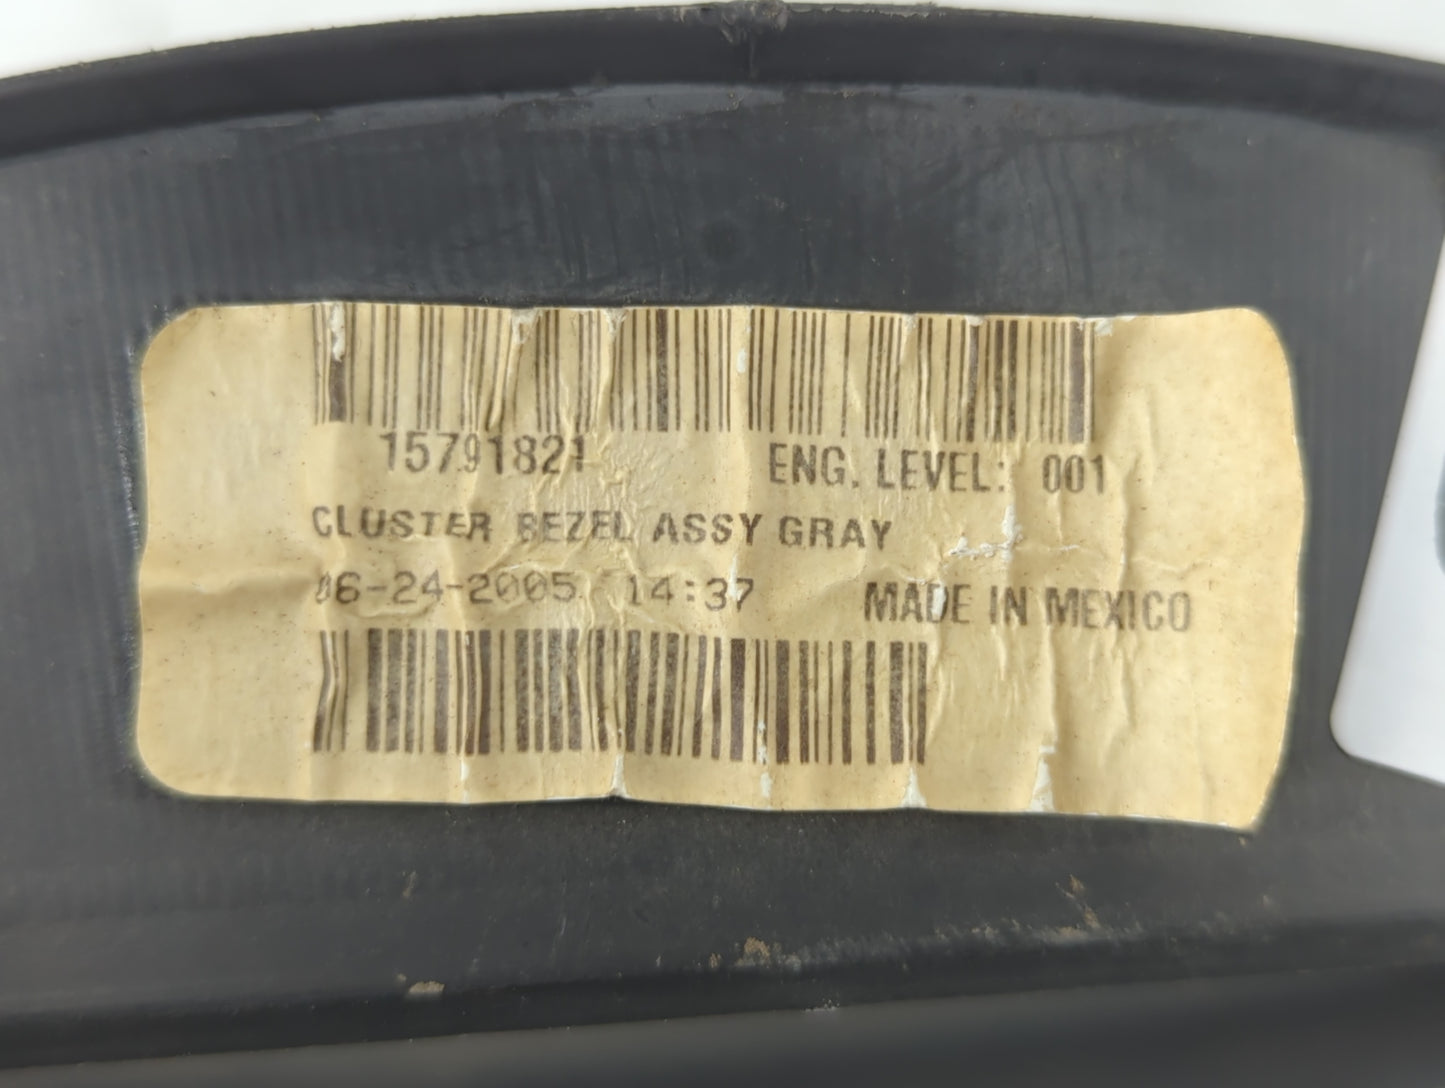 15791821 ENG. LEVEL: 001
CLUSTER BEZEL ASSY GRAY
06-24-2005 14:37 MADE IN MEXICO